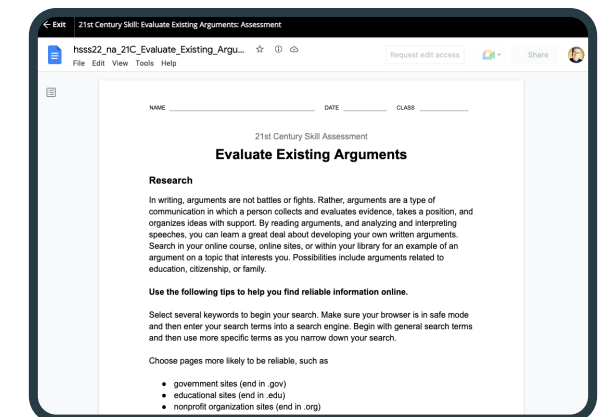 ← Exit 21st Century Skill: Evaluate Existing Arguments: Assessment
hsss22_na_21C_Evaluate_Existing_Argu...
Request edit access
Share
File Edit View Tools Help
NAME DATE CLASS
21st Century Skill Assessment
Evaluate Existing Arguments
Research
In writing, arguments are not battles or fights. Rather, arguments are a type of
communication in which a person collects and evaluates evidence, takes a position, and
organizes ideas with support. By reading arguments, and analyzing and interpreting
speeches, you can learn a great deal about developing your own written arguments.
Search in your online course, online sites, or within your library for an example of an
argument on a topic that interests you. Possibilities include arguments related to
education, citizenship, or family.
Use the following tips to help you find reliable information online.
Select several keywords to begin your search. Make sure your browser is in safe mode
and then enter your search terms into a search engine. Begin with general search terms
and then use more specific terms as you narrow down your search.
Choose pages more likely to be reliable, such as
● government sites (end in .gov)
● educational sites (end in .edu)
● nonprofit organization sites (end in .org)